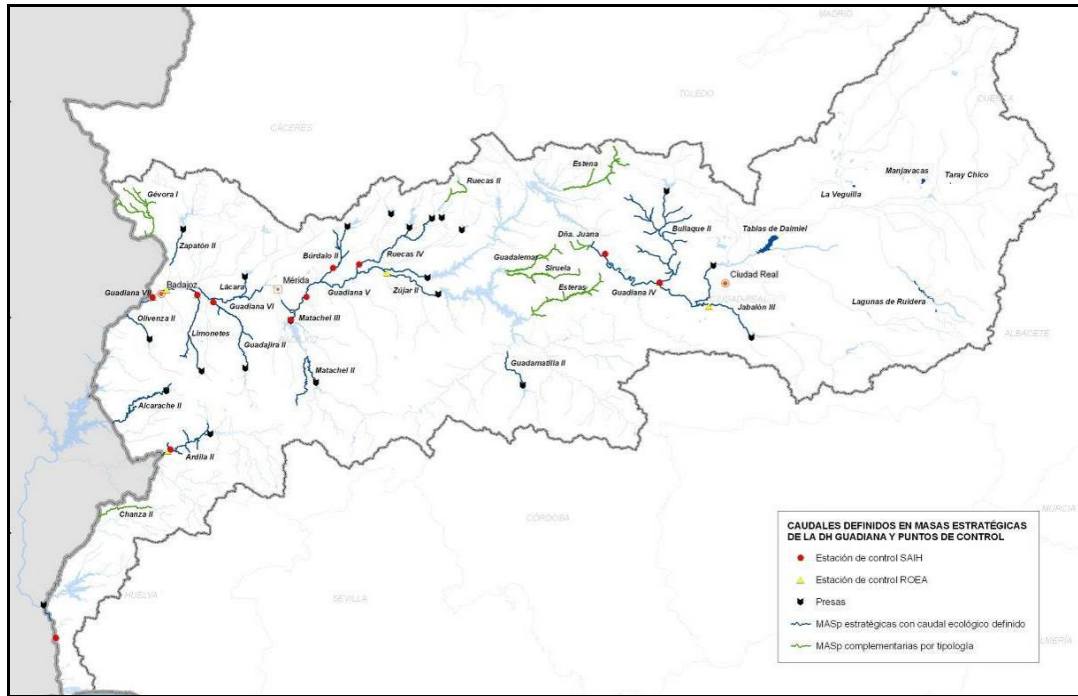 MADRID
TOLEDO
CUENCA
CÁCERES
Estena
Ruecas II
Gévora I
Manjavacas
Taray Chico
La Veguilla
Bullaque II
Tablas de Daimiel
Zapatón II
Dña. Juana
Búrdalo II
Ruecas IV
Guadalemar
Siruela
Ciudad Real
Lácara
Mérida
Badajoz
Guadiana VII
Guadiana V
Zújar II
Esteras
Guadiana IV
Guadiana VI
Lagunas de Ruidera
Jabalón III
Olivenza II
Matachel III
Limonetes
Guadajira II
ALBACETE
Guadamatilla II
Matachel II
Alcarache II
Ardila II
Chanza II
CÓRDOBA
MURCIA
HUELVA
SEVILLA
CAUDALES DEFINIDOS EN MASAS ESTRATÉGICAS
DE LA DH GUADIANA Y PUNTOS DE CONTROL
Estación de control SAIH
Estación de control ROEA
Presas
MASp estratégicas con caudal ecológico definido
MASp complementarias por tipología